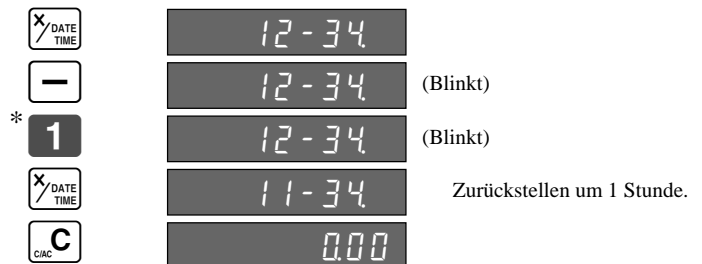 X/DATE TIME 12-34.
– 12-34. (Blinkt)
* 1 12-34. (Blinkt)
X/DATE TIME 11-34. Zurückstellen um 1 Stunde.
C/AC C 0.00